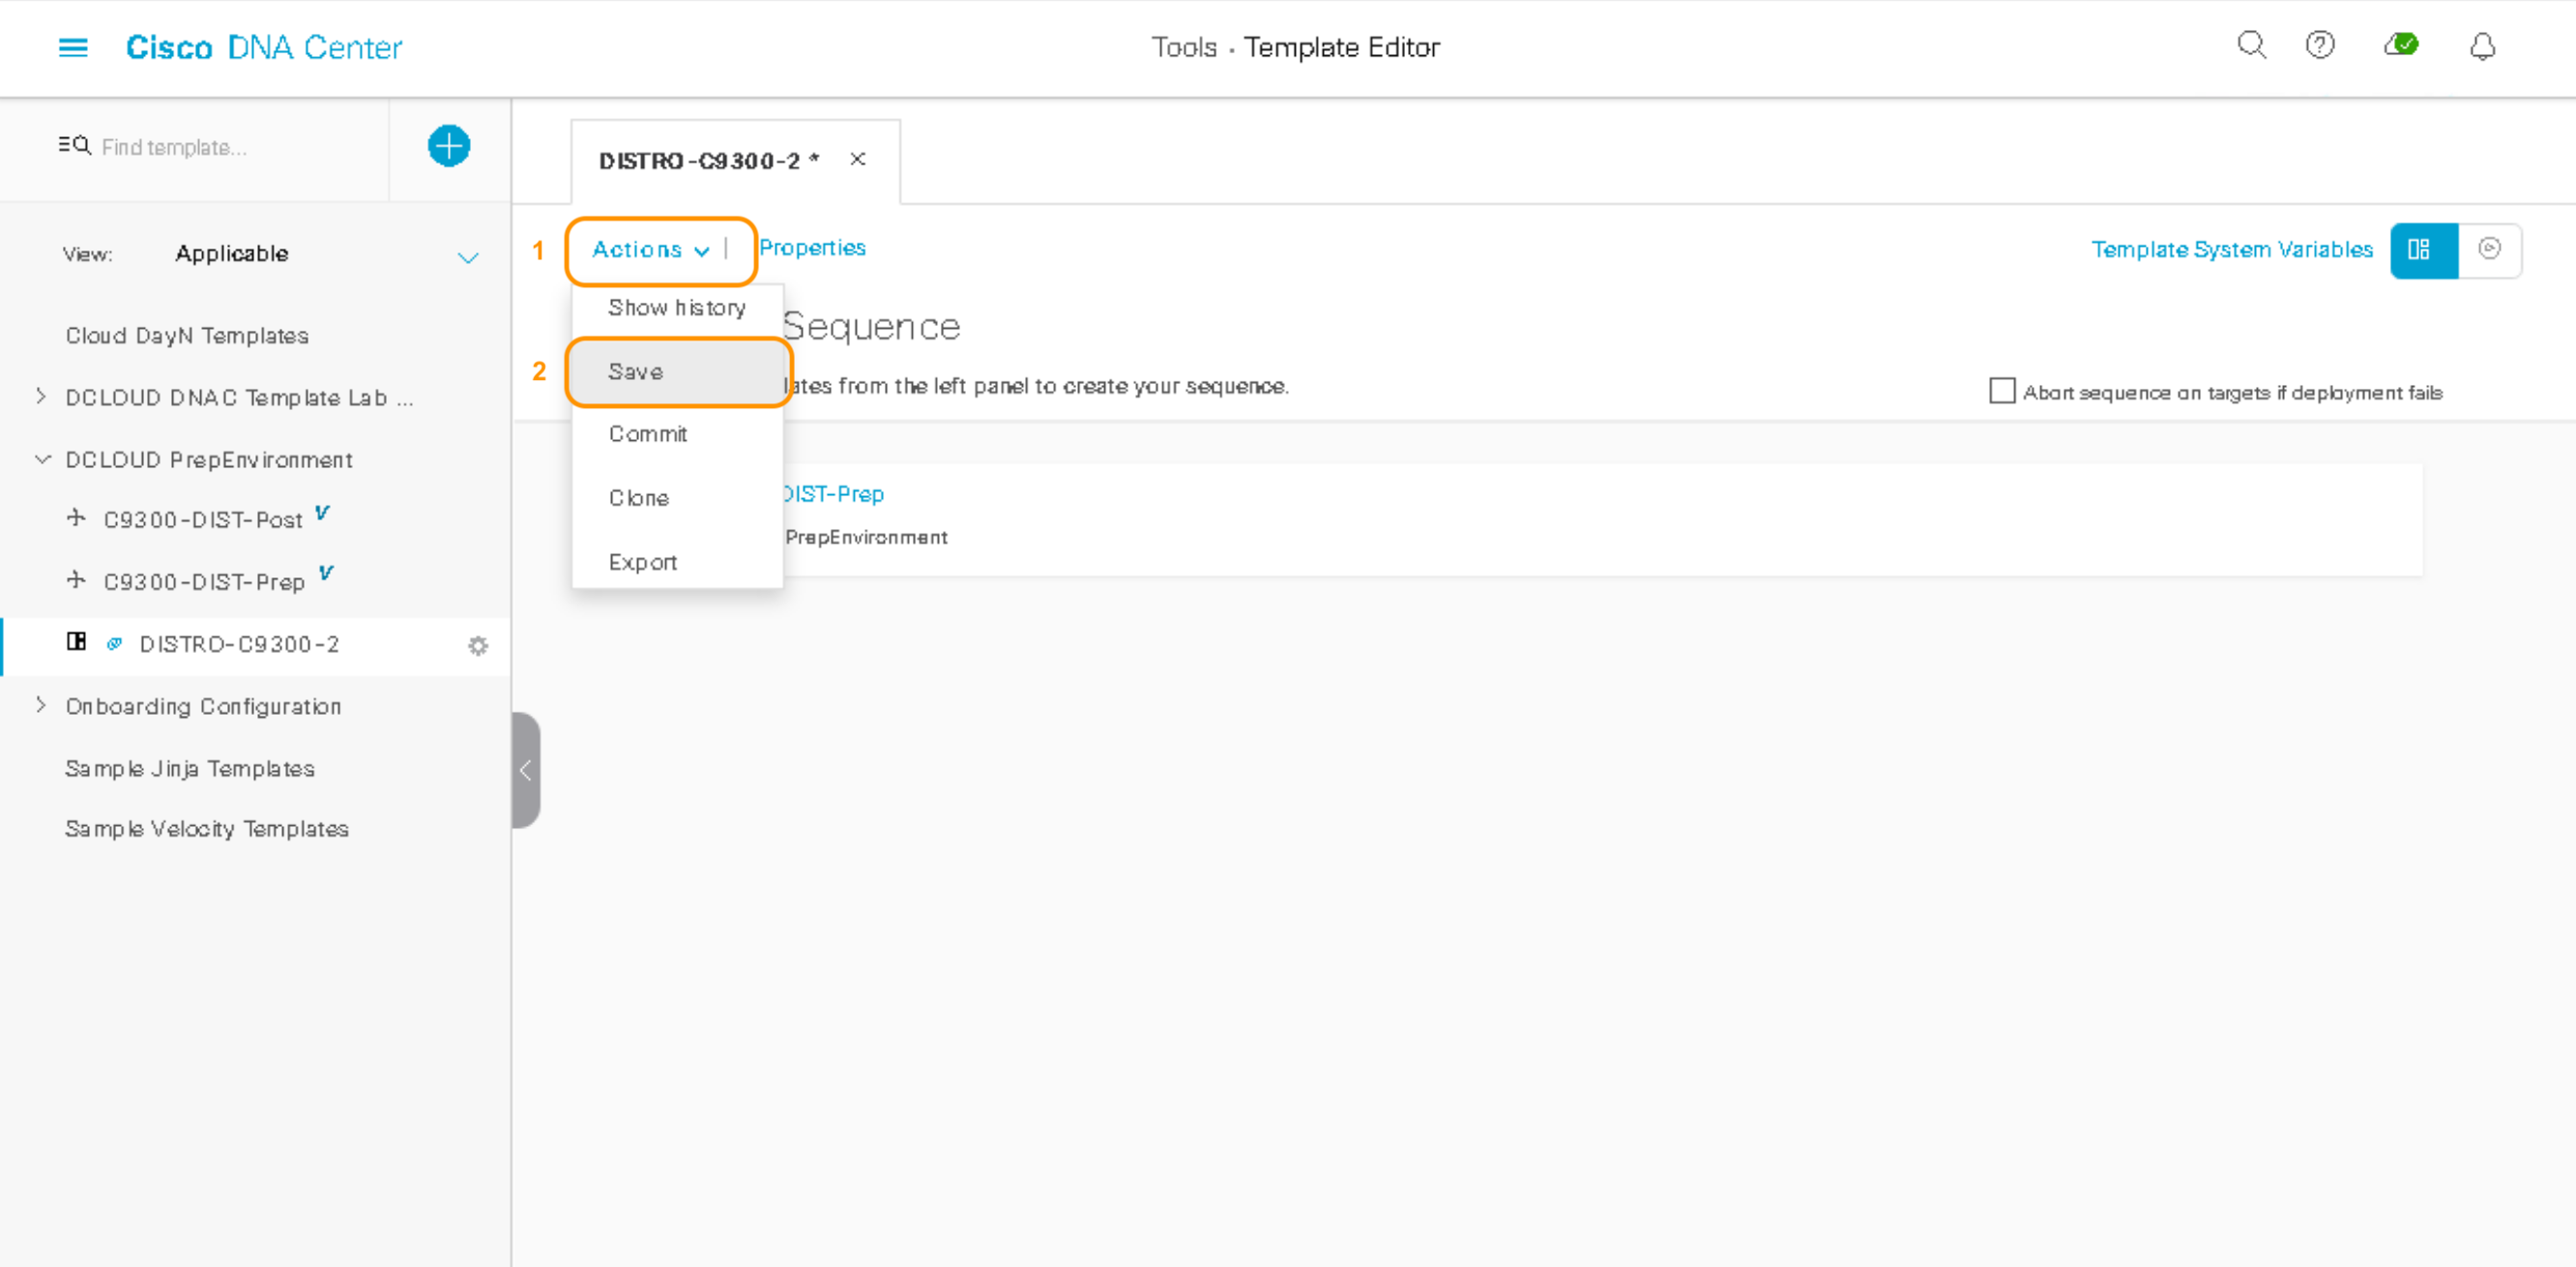 Cisco DNA Center
Tools - Template Editor
Find template...
DISTRO-C9300-2 *
View: Applicable
1
Actions
Properties
Template System Variables
Show history
Sequence
2
Save
from the left panel to create your sequence.
Abort sequence on targets if deployment fails
Commit
Clone
Export
DIST-Prep
PrepEnvironment
Cloud DayN Templates
DCLOUD DNAC Template Lab ...
DCLOUD PrepEnvironment
C9300-DIST-Post V
C9300-DIST-Prep V
DISTRO-C9300-2
Onboarding Configuration
Sample Jinja Templates
Sample Velocity Templates